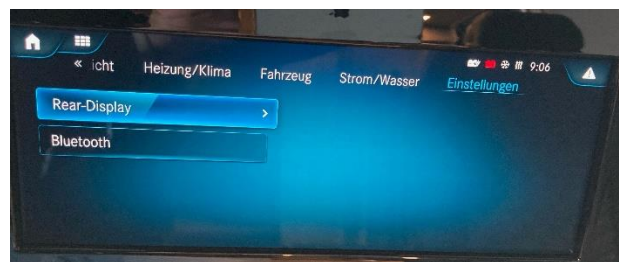 9:06
« icht Heizung/Klima Fahrzeug Strom/Wasser Einstellungen
Rear-Display >
Bluetooth